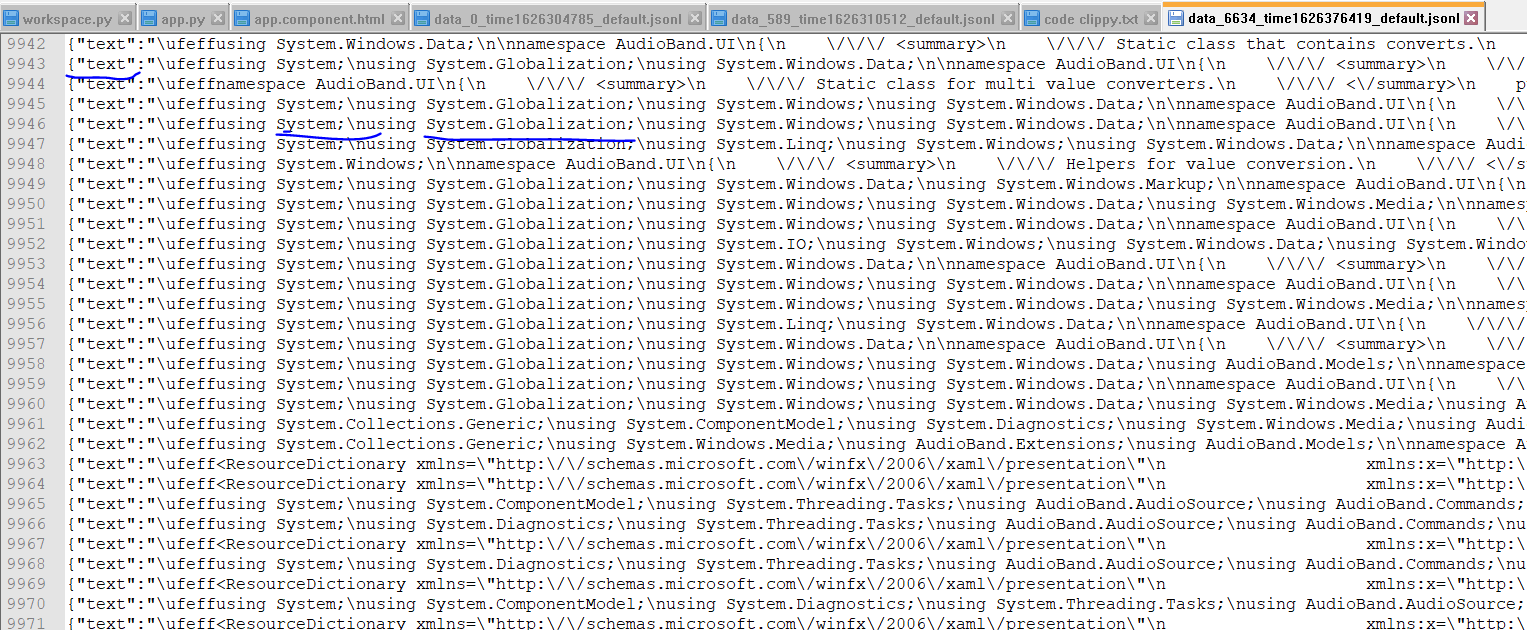 workspace.py app.py app.component.html data_0_time1626304785_default.jsonl data_589_time1626310512_default.jsonl code clippy.txt data_6634_time1626376419_default.jsonl
9942 {"text":"\ufeffusing System.Windows.Data;\n\nnamespace AudioBand.UI\n{\n    \/\/\/ <summary>\n    \/\/\/ Static class that contains converts.\n
9943 {"text":"\ufeffusing System;\nusing System.Globalization;\nusing System.Windows.Data;\n\nnamespace AudioBand.UI\n{\n    \/\/\/ <summary>\n    \/\/
9944 {"text":"\ufeffnamespace AudioBand.UI\n{\n    \/\/\/ <summary>\n    \/\/\/ Static class for multi value converters.\n    \/\/\/ <\/summary>\n    p
9945 {"text":"\ufeffusing System;\nusing System.Globalization;\nusing System.Windows;\nusing System.Windows.Data;\n\nnamespace AudioBand.UI\n{\n    \/\
9946 {"text":"\ufeffusing System;\nusing System.Globalization;\nusing System.Windows;\nusing System.Windows.Data;\n\nnamespace AudioBand.UI\n{\n    \/\
9947 {"text":"\ufeffusing System;\nusing System.Globalization;\nusing System.Linq;\nusing System.Windows;\nusing System.Windows.Data;\n\nnamespace Audi
9948 {"text":"\ufeffusing System.Windows;\n\nnamespace AudioBand.UI\n{\n    \/\/\/ <summary>\n    \/\/\/ Helpers for value conversion.\n    \/\/\/ <\/s
9949 {"text":"\ufeffusing System;\nusing System.Globalization;\nusing System.Windows.Data;\nusing System.Windows.Markup;\n\nnamespace AudioBand.UI\n{\n
9950 {"text":"\ufeffusing System;\nusing System.Globalization;\nusing System.Windows;\nusing System.Windows.Data;\nusing System.Windows.Media;\n\nnames
9951 {"text":"\ufeffusing System;\nusing System.Globalization;\nusing System.Windows;\nusing System.Windows.Data;\n\nnamespace AudioBand.UI\n{\n    \/\
9952 {"text":"\ufeffusing System;\nusing System.Globalization;\nusing System.IO;\nusing System.Windows;\nusing System.Windows.Data;\nusing System.Windo
9953 {"text":"\ufeffusing System;\nusing System.Globalization;\nusing System.Windows.Data;\n\nnamespace AudioBand.UI\n{\n    \/\/\/ <summary>\n    \/\/
9954 {"text":"\ufeffusing System;\nusing System.Globalization;\nusing System.Windows;\nusing System.Windows.Data;\n\nnamespace AudioBand.UI\n{\n    \/\
9955 {"text":"\ufeffusing System;\nusing System.Globalization;\nusing System.Windows;\nusing System.Windows.Data;\nusing System.Windows.Media;\n\nnames
9956 {"text":"\ufeffusing System;\nusing System.Globalization;\nusing System.Linq;\nusing System.Windows.Data;\n\nnamespace AudioBand.UI\n{\n    \/\/\/
9957 {"text":"\ufeffusing System;\nusing System.Globalization;\nusing System.Windows.Data;\n\nnamespace AudioBand.UI\n{\n    \/\/\/ <summary>\n    \/\/
9958 {"text":"\ufeffusing System;\nusing System.Globalization;\nusing System.Windows.Data;\nusing AudioBand.Models;\n\nnamespace
9959 {"text":"\ufeffusing System;\nusing System.Globalization;\nusing System.Windows;\nusing System.Windows.Data;\n\nnamespace AudioBand.UI\n{\n    \/\
9960 {"text":"\ufeffusing System;\nusing System.Globalization;\nusing System.Windows;\nusing System.Windows.Data;\nusing System.Windows.Media;\nusing A
9961 {"text":"\ufeffusing System.Collections.Generic;\nusing System.ComponentModel;\nusing System.Diagnostics;\nusing System.Windows.Media;\nusing Audi
9962 {"text":"\ufeffusing System.Collections.Generic;\nusing System.Windows.Media;\nusing AudioBand.Extensions;\nusing AudioBand.Models;\n\nnamespace A
9963 {"text":"\ufeff<ResourceDictionary xmlns=\"http:\/\/schemas.microsoft.com\/winfx\/2006\/xaml\/presentation\"\n                    xmlns:x=\"http:\
9964 {"text":"\ufeff<ResourceDictionary xmlns=\"http:\/\/schemas.microsoft.com\/winfx\/2006\/xaml\/presentation\"\n                    xmlns:x=\"http:\
9965 {"text":"\ufeffusing System;\nusing System.ComponentModel;\nusing System.Threading.Tasks;\nusing AudioBand.AudioSource;\nusing AudioBand.Commands;
9966 {"text":"\ufeffusing System;\nusing System.Diagnostics;\nusing System.Threading.Tasks;\nusing AudioBand.AudioSource;\nusing AudioBand.Commands;\nu
9967 {"text":"\ufeff<ResourceDictionary xmlns=\"http:\/\/schemas.microsoft.com\/winfx\/2006\/xaml\/presentation\"\n                    xmlns:x=\"http:\
9968 {"text":"\ufeffusing System;\nusing System.Diagnostics;\nusing System.Threading.Tasks;\nusing AudioBand.AudioSource;\nusing AudioBand.Commands;\nu
9969 {"text":"\ufeff<ResourceDictionary xmlns=\"http:\/\/schemas.microsoft.com\/winfx\/2006\/xaml\/presentation\"\n                    xmlns:x=\"http:\
9970 {"text":"\ufeffusing System;\nusing System.ComponentModel;\nusing System.Diagnostics;\nusing System.Threading.Tasks;\nusing AudioBand.AudioSource;
9971 {"text":"\ufeff<ResourceDictionary xmlns=\"http:\/\/schemas.microsoft.com\/winfx\/2006\/xaml\/presentation\"\n                    xmlns:x=\"http:\